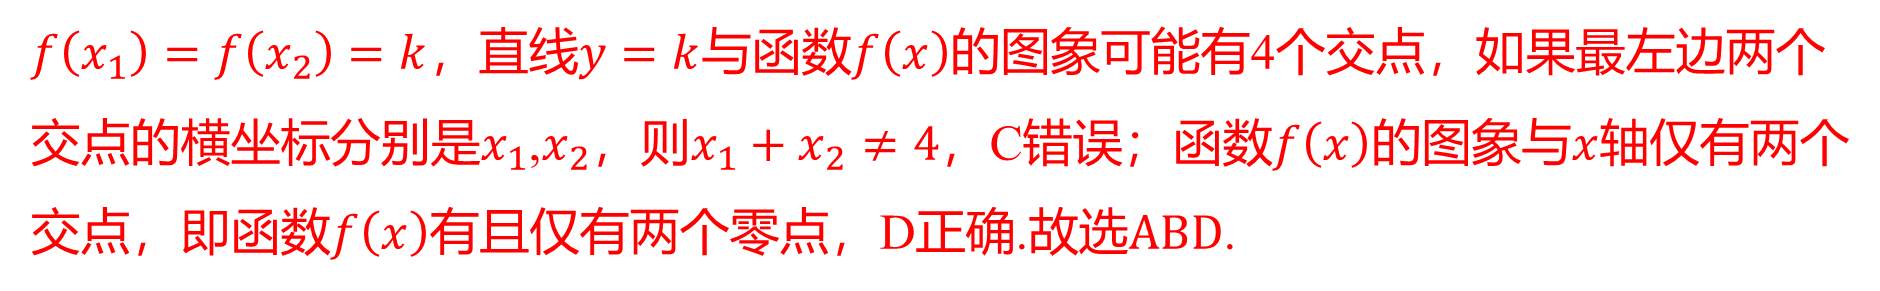 f(x₁) = f(x₂) = k，直线y = k与函数f(x)的图象可能有4个交点，如果最左边两个
交点的横坐标分别是x₁,x₂，则x₁ + x₂ ≠ 4，C错误；函数f(x)的图象与x轴仅有两个
交点，即函数f(x)有且仅有两个零点，D正确.故选ABD.